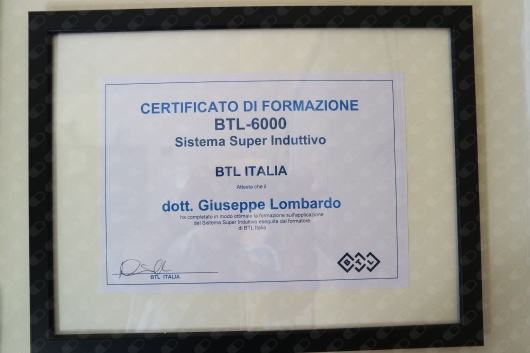 CERTIFICATO DI FORMAZIONE
BTL-6000
Sistema Super Induttivo
BTL ITALIA
Attesta che il
dott. Giuseppe Lombardo
ha completato in modo ottimale la formazione sull'applicazione
del Sistema Super Induttivo eseguita dal formatore
di BTL Italia
BTL ITALIA
BTL